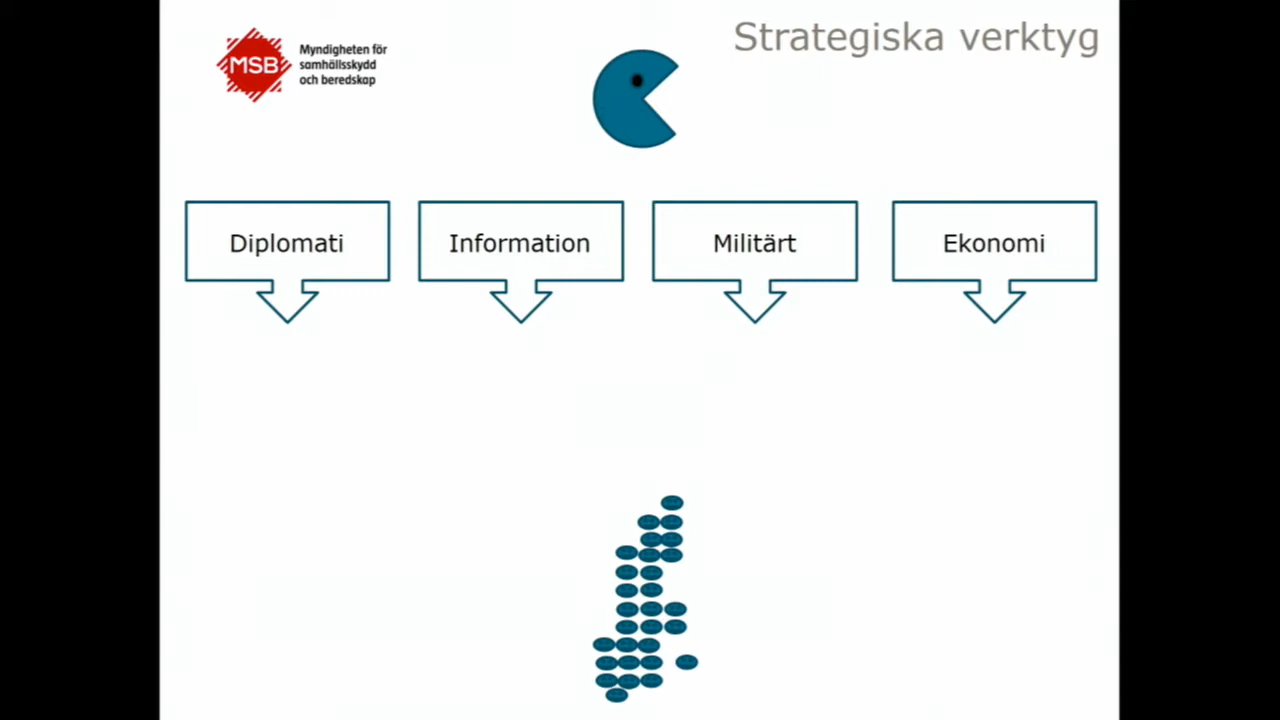 Strategiska verktyg
MSB
Myndigheten för
samhällsskydd
och beredskap
Diplomati
Information
Militärt
Ekonomi